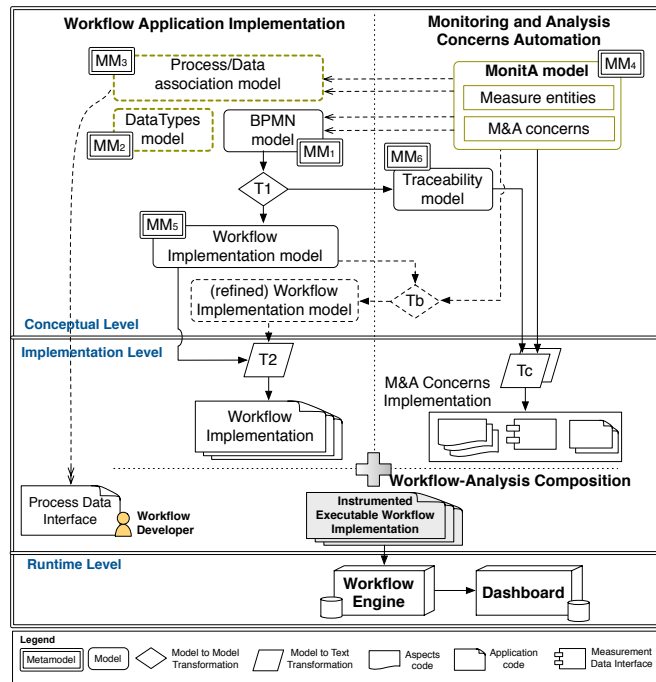 Workflow Application Implementation
Monitoring and Analysis
Concerns Automation
MM3
Process/Data
association model
MM4
MonitA model
Measure entities
M&A concerns
DataTypes
model
MM2
BPMN
model
MM1
MM6
Traceability
model
T1
MM5
Workflow
Implementation model
(refined) Workflow
Implementation model
Tb
Conceptual Level
Implementation Level
T2
Tc
M&A Concerns
Implementation
Workflow
Implementation
Workflow-Analysis Composition
Process Data
Interface
Workflow
Developer
Instrumented
Executable Workflow
Implementation
Runtime Level
Workflow
Engine
Dashboard
Legend
Metamodel
Model
Model to Model
Transformation
Model to Text
Transformation
Aspects
code
Application
code
Measurement
Data Interface